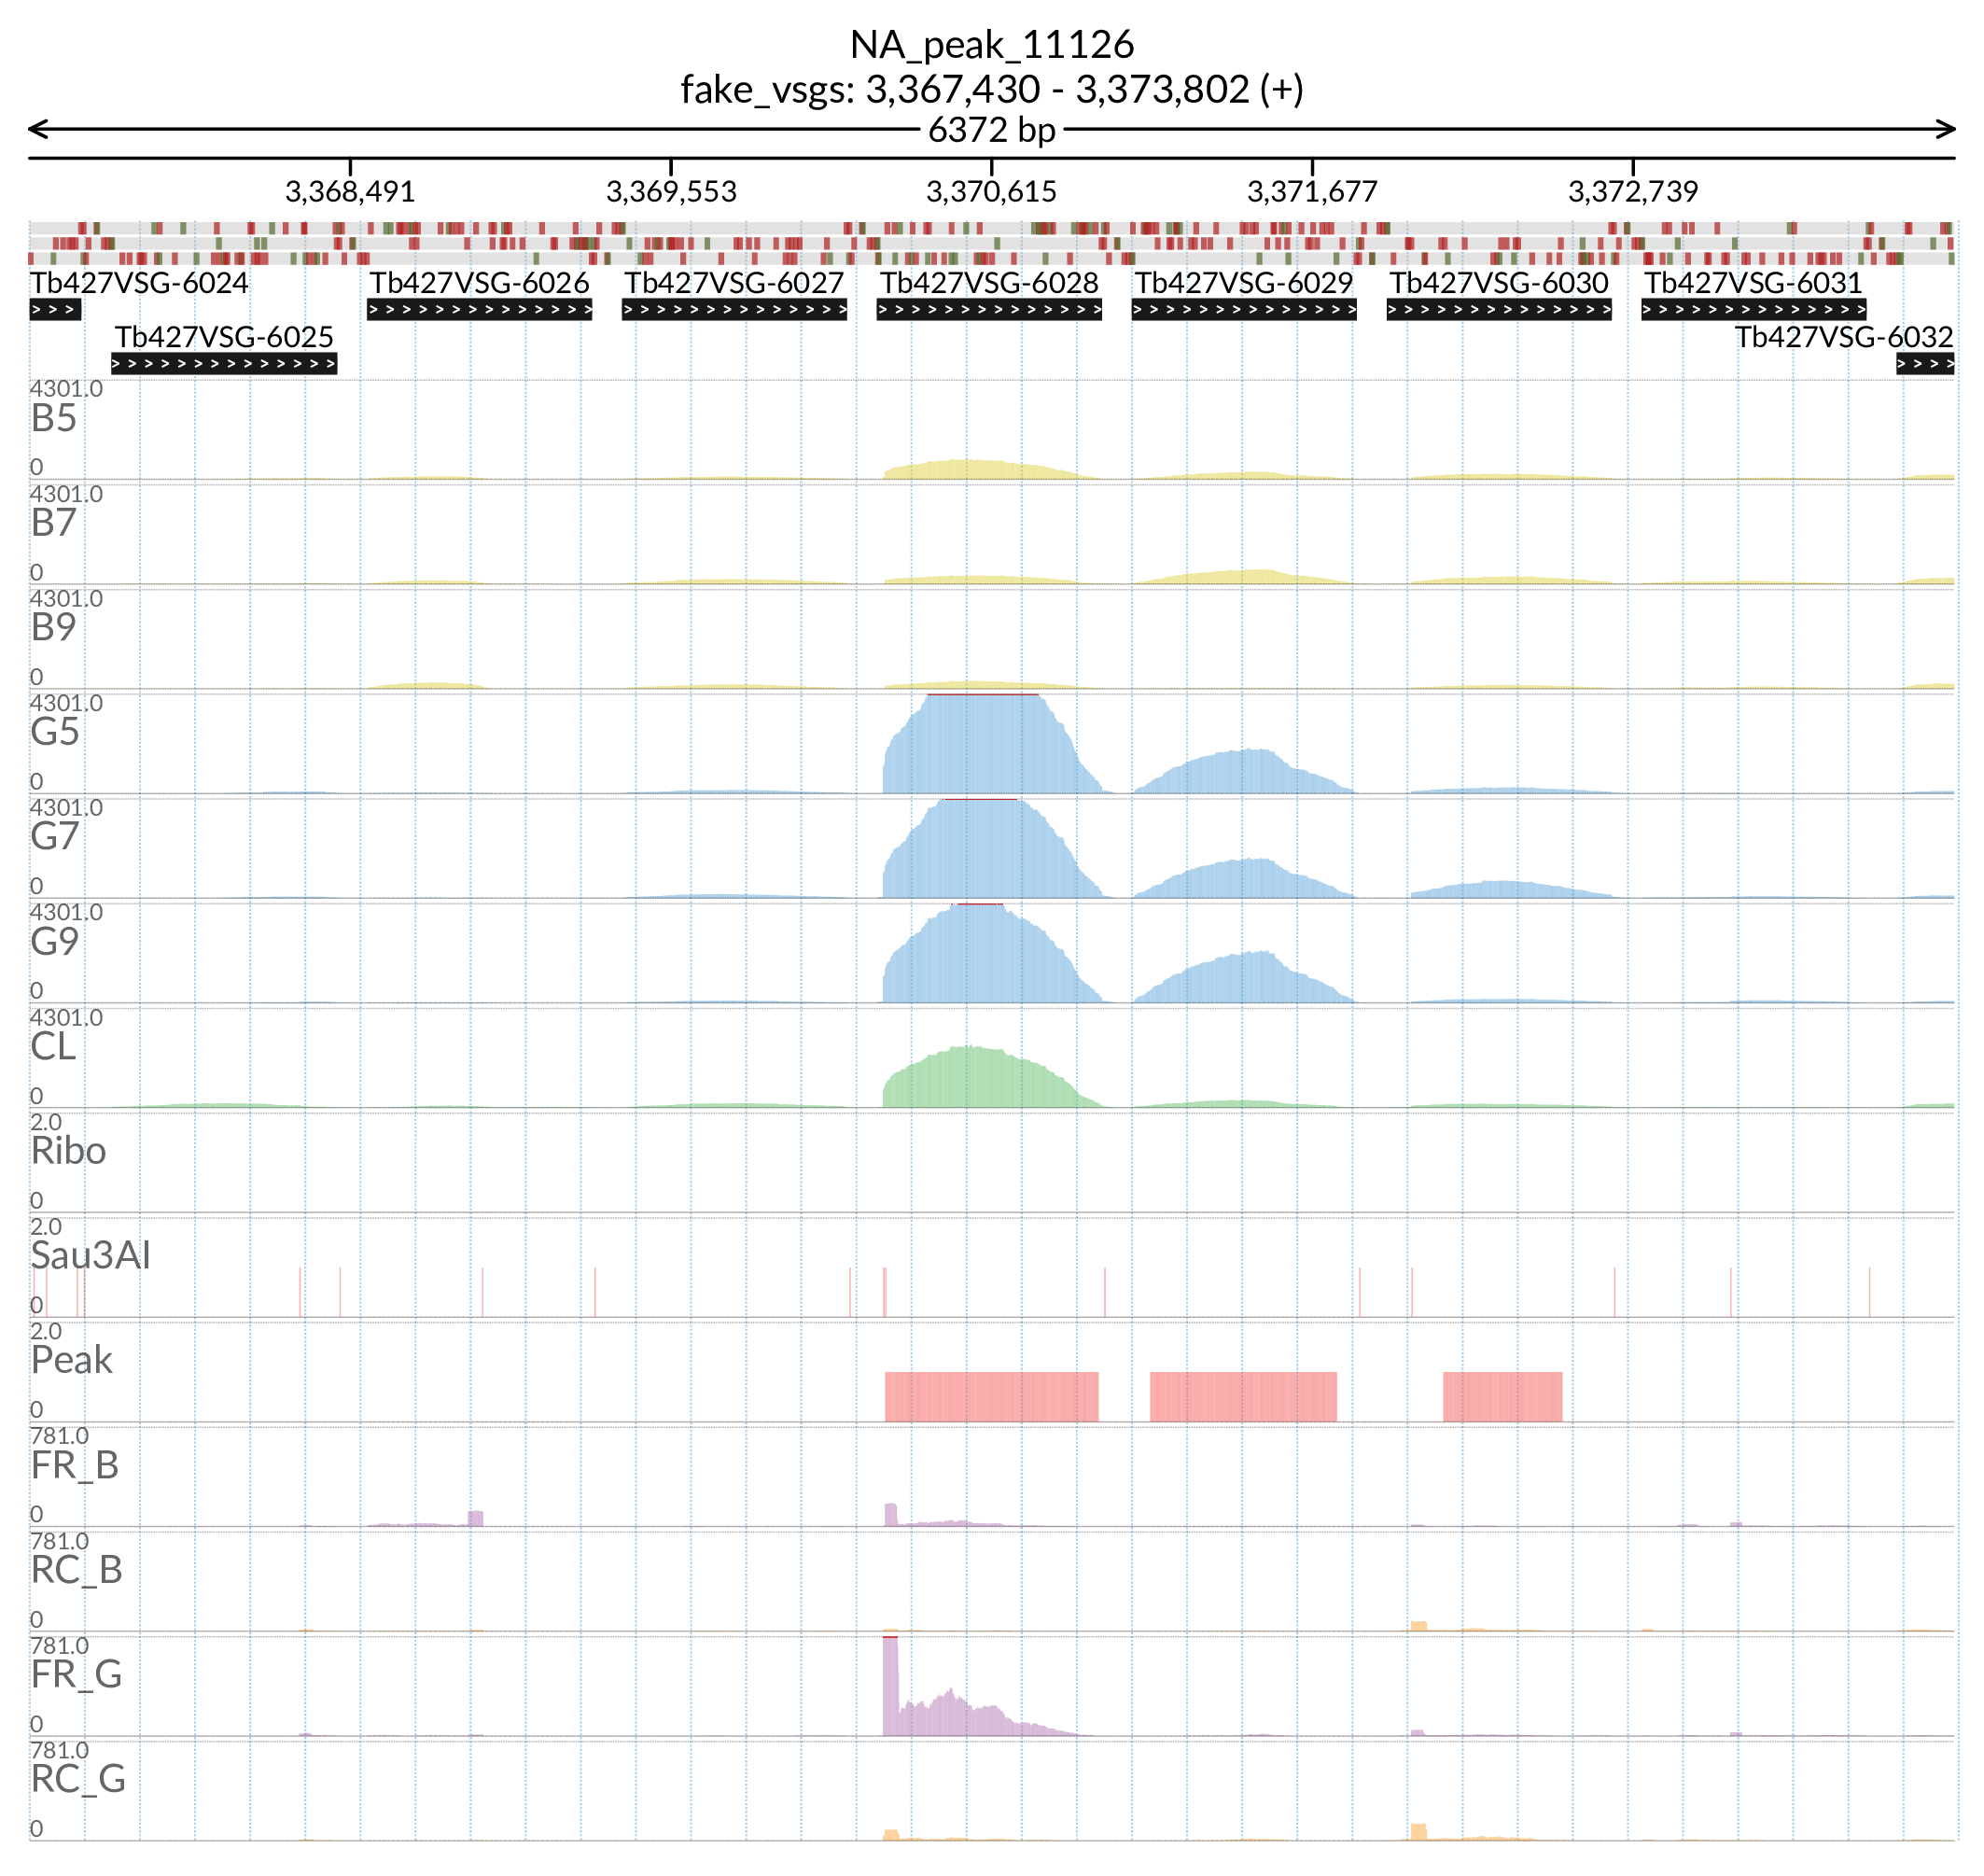 NA_peak_11126
fake_vsgs: 3,367,430 - 3,373,802 (+)
6372 bp
3,368,491 3,369,553 3,370,615 3,371,677 3,372,739
Tb427VSG-6024 Tb427VSG-6026 Tb427VSG-6027 Tb427VSG-6028 Tb427VSG-6029 Tb427VSG-6030 Tb427VSG-6031
Tb427VSG-6025 Tb427VSG-6032
4301.0
B5
0
4301.0
B7
0
4301.0
B9
0
4301.0
G5
0
4301.0
G7
0
4301.0
G9
0
4301.0
CL
0
2.0
Ribo
0
2.0
Sau3AI
0
2.0
Peak
0
781.0
FR_B
0
781.0
RC_B
0
781.0
FR_G
0
781.0
RC_G
0